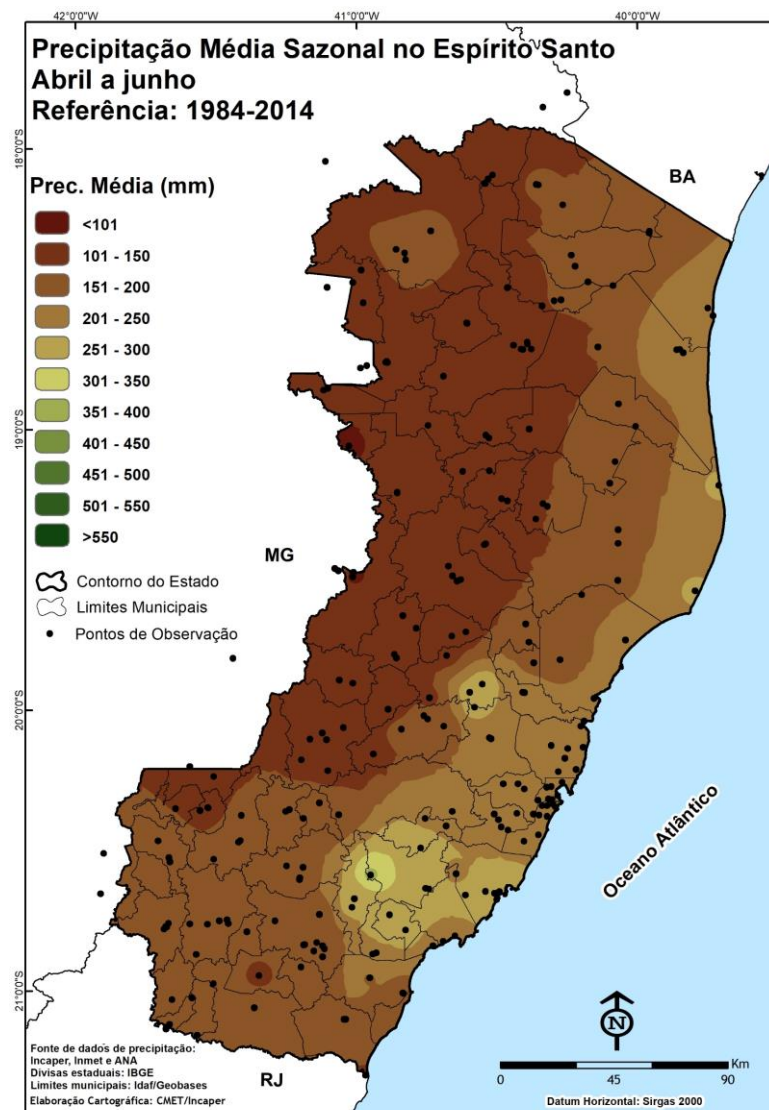 42°0'0"O 41°0'0"O 40°0'0"O
Precipitação Média Sazonal no Espírito Santo
Abril a junho
Referência: 1984-2014
18°0'0"S
BA
Prec. Média (mm)
<101
101 - 150
151 - 200
201 - 250
251 - 300
301 - 350
351 - 400
401 - 450
451 - 500
501 - 550
>550
19°0'0"S
MG
Contorno do Estado
Limites Municipais
Pontos de Observação
20°0'0"S
Oceano Atlântico
21°0'0"S
N
Fonte de dados de precipitação:
Incaper, Inmet e ANA
Divisas estaduais: IBGE
Limites municipais: Idaf/Geobases
Elaboração Cartográfica: CMET/Incaper
RJ
Km
0 45 90
Datum Horizontal: Sirgas 2000